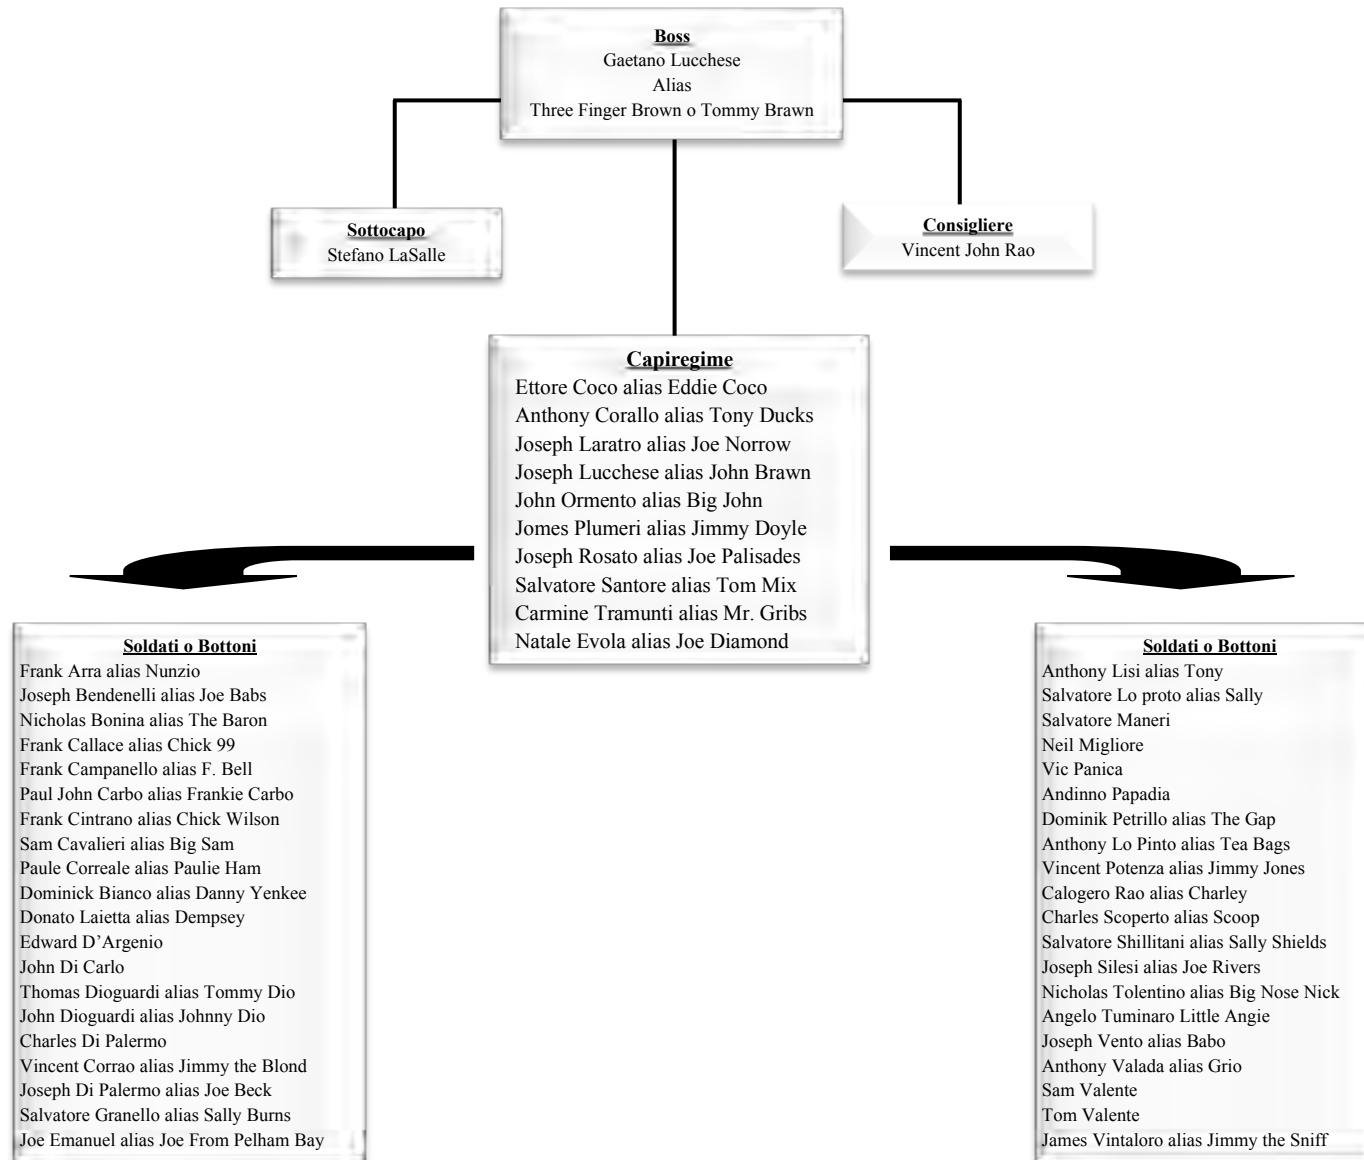 Boss
Gaetano Lucchese
Alias
Three Finger Brown o Tommy Brawn
Sottocapo
Stefano LaSalle
Consigliere
Vincent John Rao
Capiregime
Ettore Coco alias Eddie Coco
Anthony Corallo alias Tony Ducks
Joseph Laratro alias Joe Norrow
Joseph Lucchese alias John Brawn
John Ormento alias Big John
Jomes Plumeri alias Jimmy Doyle
Joseph Rosato alias Joe Palisades
Salvatore Santore alias Tom Mix
Carmine Tramunti alias Mr. Gribs
Natale Evola alias Joe Diamond
Soldati o Bottoni
Frank Arra alias Nunzio
Joseph Bendenelli alias Joe Babs
Nicholas Bonina alias The Baron
Frank Callace alias Chick 99
Frank Campanello alias F. Bell
Paul John Carbo alias Frankie Carbo
Frank Cintrano alias Chick Wilson
Sam Cavalieri alias Big Sam
Paule Correale alias Paulie Ham
Dominick Bianco alias Danny Yenkee
Donato Laietta alias Dempsey
Edward D’Argenio
John Di Carlo
Thomas Dioguardi alias Tommy Dio
John Dioguardi alias Johnny Dio
Charles Di Palermo
Vincent Corrao alias Jimmy the Blond
Joseph Di Palermo alias Joe Beck
Salvatore Granello alias Sally Burns
Joe Emanuel alias Joe From Pelham Bay
Soldati o Bottoni
Anthony Lisi alias Tony
Salvatore Lo proto alias Sally
Salvatore Maneri
Neil Migliore
Vic Panica
Andinno Papadia
Dominik Petrillo alias The Gap
Anthony Lo Pinto alias Tea Bags
Vincent Potenza alias Jimmy Jones
Calogero Rao alias Charley
Charles Scoperto alias Scoop
Salvatore Shillitani alias Sally Shields
Joseph Silesi alias Joe Rivers
Nicholas Tolentino alias Big Nose Nick
Angelo Tuminaro Little Angie
Joseph Vento alias Babo
Anthony Valada alias Grio
Sam Valente
Tom Valente
James Vintaloro alias Jimmy the Sniff